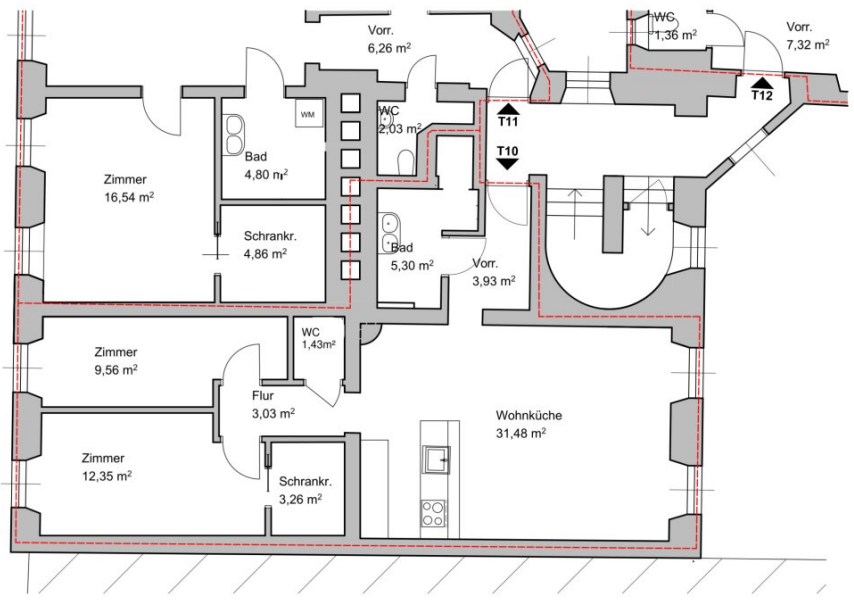 WC
1,36 m²
Vorr.
7,32 m²
Vorr.
6,26 m²
T12
WM
WC
2,03 m²
T11
T10
Bad
4,80 m²
Zimmer
16,54 m²
Schrankr.
4,86 m²
Bad
5,30 m²
Vorr.
3,93 m²
WC
1,43m²
Zimmer
9,56 m²
Flur
3,03 m²
Wohnküche
31,48 m²
Zimmer
12,35 m²
Schrankr.
3,26 m²